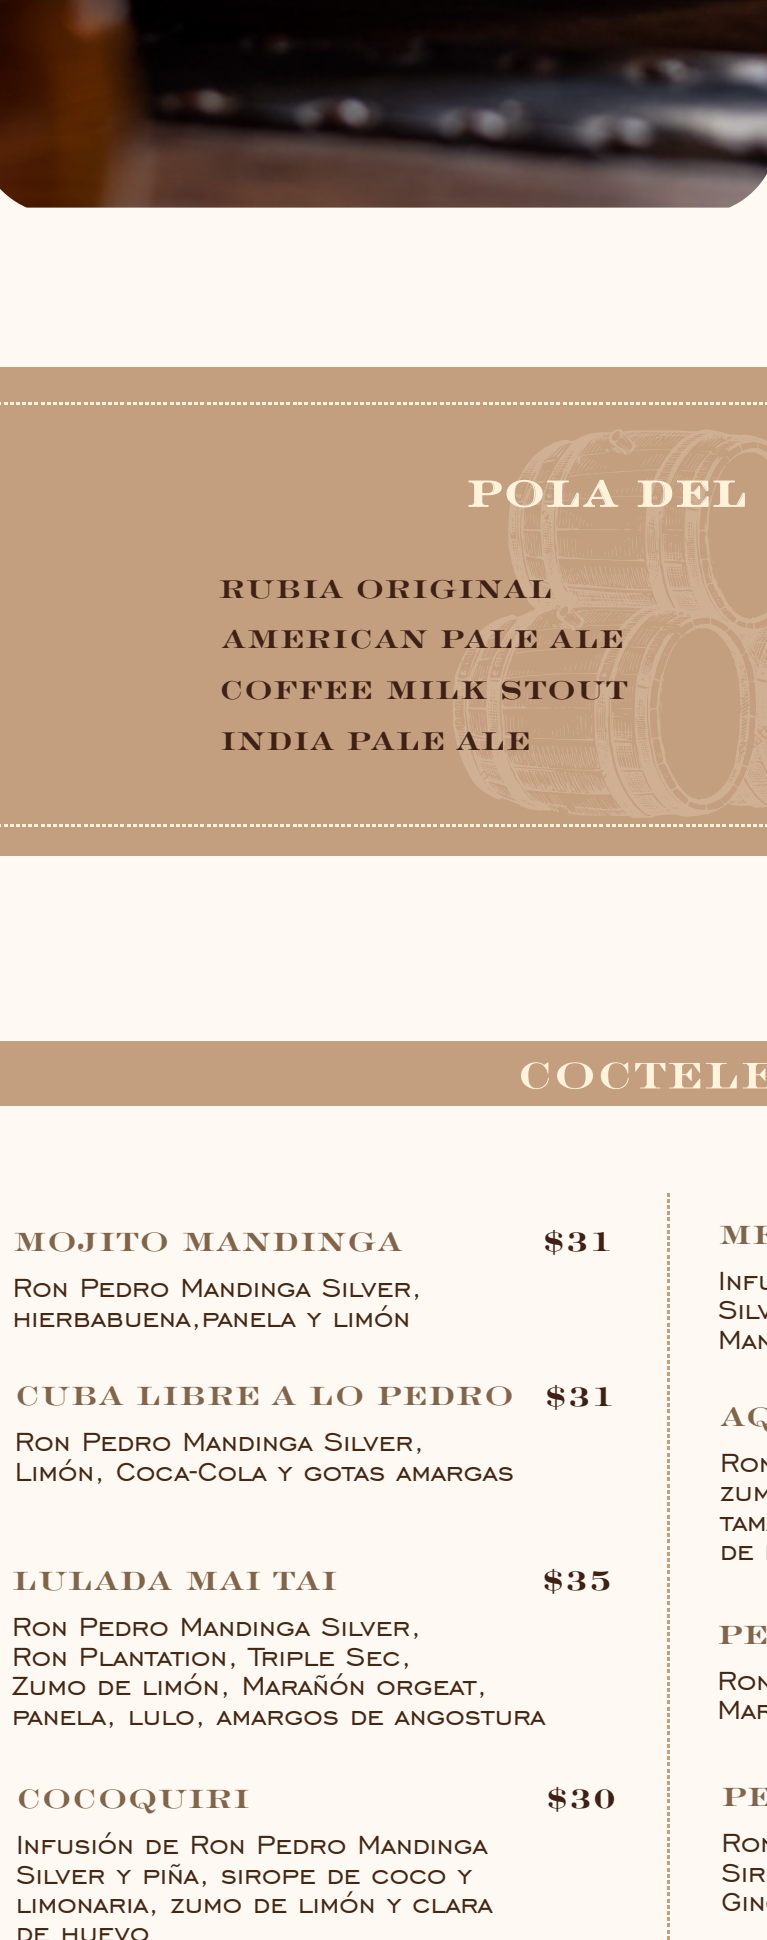 POLA DEL
RUBIA ORIGINAL
AMERICAN PALE ALE
COFFEE MILK STOUT
INDIA PALE ALE
COCTELE
MOJITO MANDINGA $31
Ron Pedro Mandinga Silver,
hierbabuena,panela y limón
CUBA LIBRE A LO PEDRO $31
Ron Pedro Mandinga Silver,
Limón, Coca-Cola y gotas amargas
LULADA MAI TAI $35
Ron Pedro Mandinga Silver,
Ron Plantation, Triple Sec,
Zumo de limón, Marañón orgeat,
panela, lulo, amargos de angostura
COCOQUIRI $30
Infusión de Ron Pedro Mandinga
Silver y piña, sirope de coco y
limonaria, zumo de limón y clara
de huevo
DE